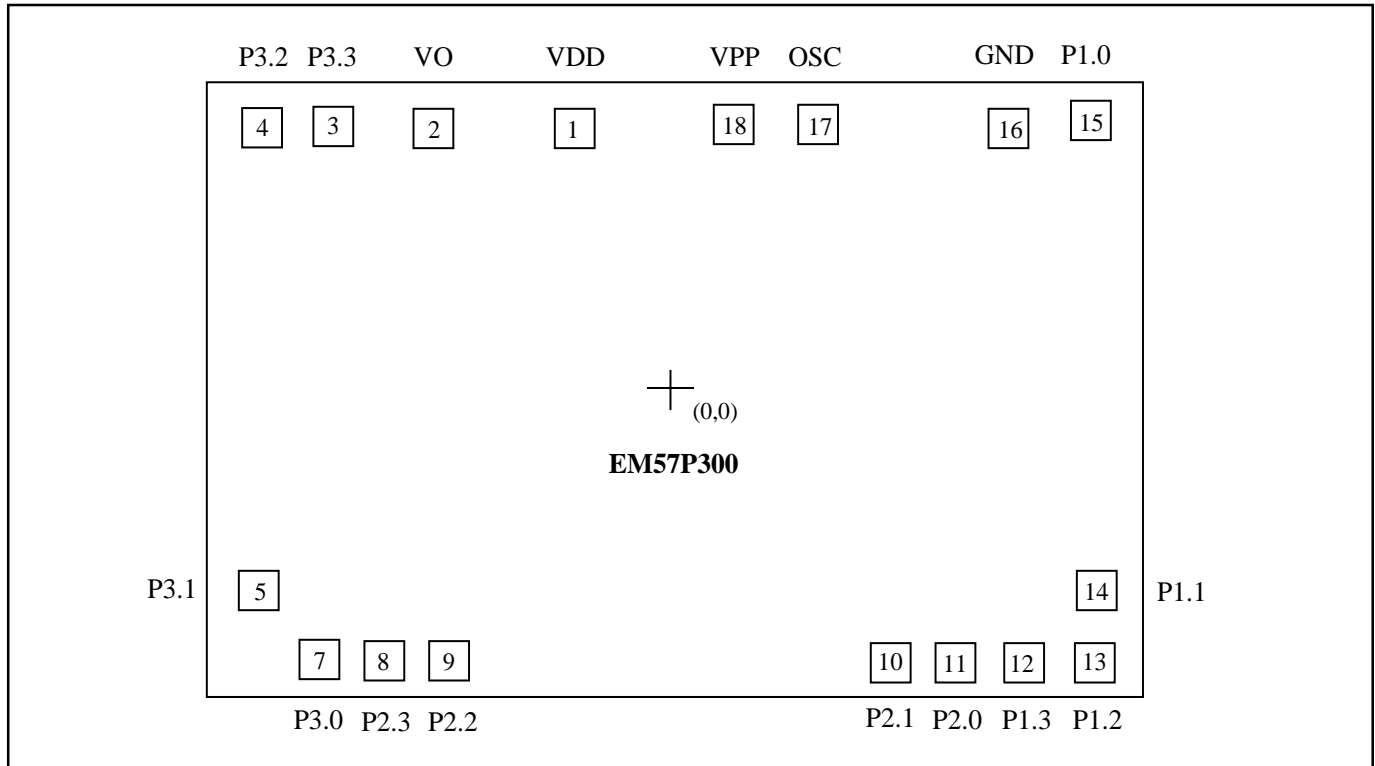 P3.2 P3.3 VO VDD VPP OSC GND P1.0
4 3 2 1 18 17 16 15
(0,0)
EM57P300
P3.1 5 14 P1.1
7 8 9 10 11 12 13
P3.0 P2.3 P2.2 P2.1 P2.0 P1.3 P1.2